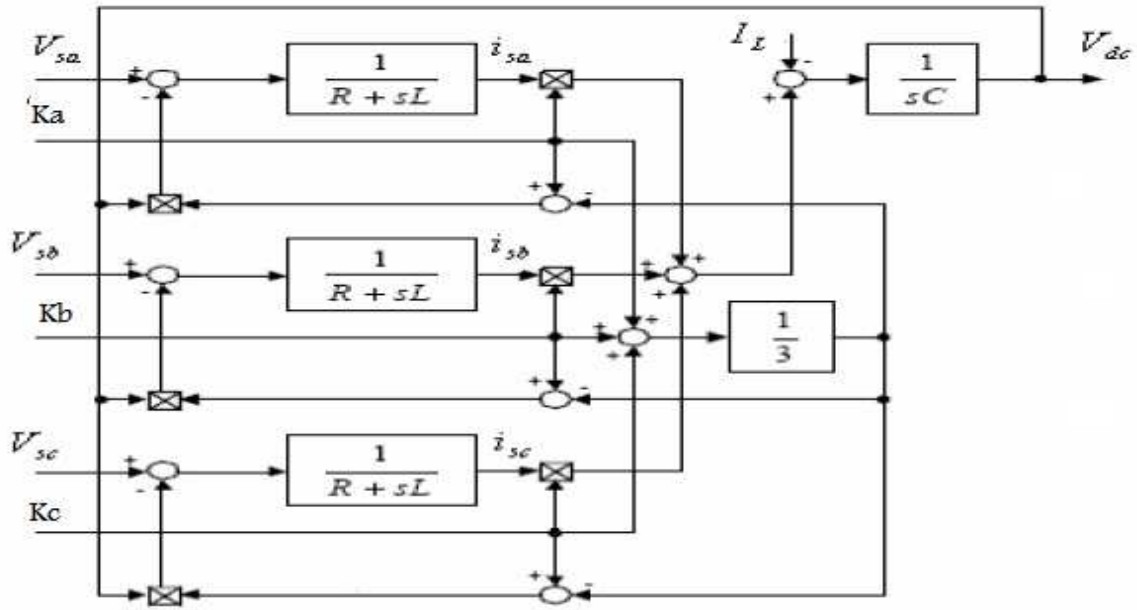 V_sa
+
-
1
R + sL
i_sa
I_L
-
+
1
sC
V_dc
'Ka
+
-
V_sb
+
-
1
R + sL
i_sb
+
+
+
Kb
+
+
+
1
3
+
-
V_sc
+
-
1
R + sL
i_sc
Kc
+
-